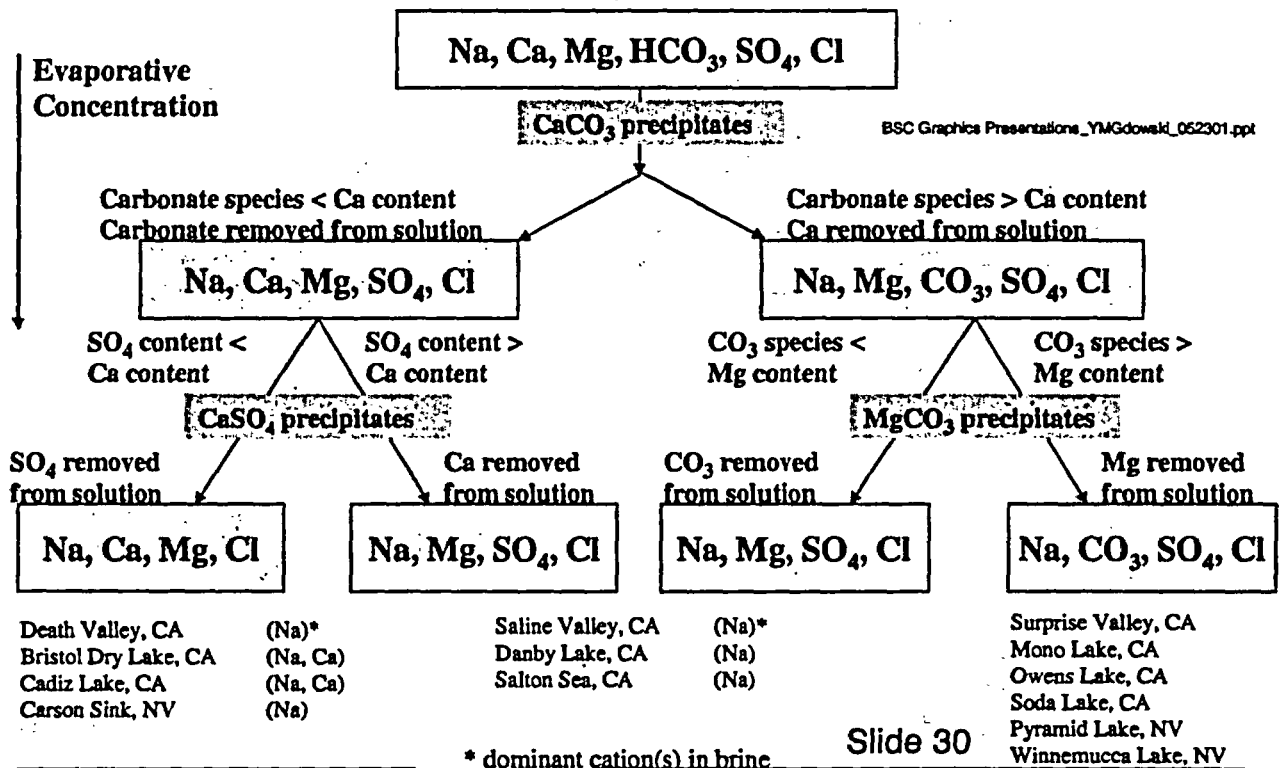 Evaporative
Concentration
Na, Ca, Mg, HCO₃, SO₄, Cl
CaCO₃ precipitates
BSC Graphics Presentations_YMGdowski_052301.ppt
Carbonate species < Ca content
Carbonate removed from solution
Carbonate species > Ca content
Ca removed from solution
Na, Ca, Mg, SO₄, Cl
Na, Mg, CO₃, SO₄, Cl
SO₄ content <
Ca content
SO₄ content >
Ca content
CO₃ species <
Mg content
CO₃ species >
Mg content
CaSO₄ precipitates
MgCO₃ precipitates
SO₄ removed
from solution
Ca removed
from solution
CO₃ removed
from solution
Mg removed
from solution
Na, Ca, Mg, Cl
Na, Mg, SO₄, Cl
Na, Mg, SO₄, Cl
Na, CO₃, SO₄, Cl
Death Valley, CA (Na)*
Bristol Dry Lake, CA (Na, Ca)
Cadiz Lake, CA (Na, Ca)
Carson Sink, NV (Na)
Saline Valley, CA (Na)*
Danby Lake, CA (Na)
Salton Sea, CA (Na)
Surprise Valley, CA
Mono Lake, CA
Owens Lake, CA
Soda Lake, CA
Pyramid Lake, NV
Winnemucca Lake, NV
* dominant cation(s) in brine
Slide 30